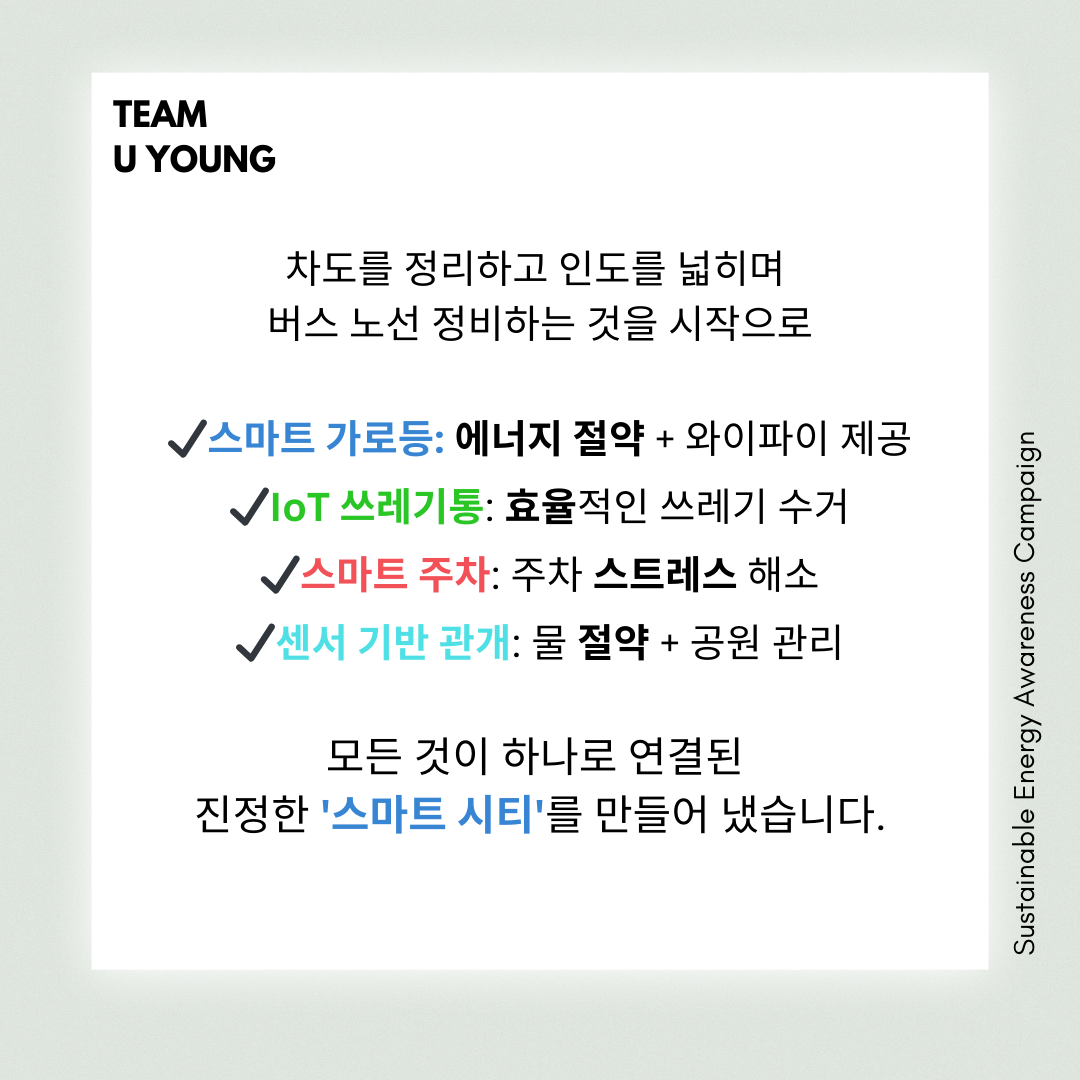 TEAM
U YOUNG
차도를 정리하고 인도를 넓히며
버스 노선 정비하는 것을 시작으로
✓스마트 가로등: 에너지 절약 + 와이파이 제공
✓IoT 쓰레기통: 효율적인 쓰레기 수거
✓스마트 주차: 주차 스트레스 해소
✓센서 기반 관개: 물 절약 + 공원 관리
모든 것이 하나로 연결된
진정한 '스마트 시티'를 만들어 냈습니다.
Sustainable Energy Awareness Campaign